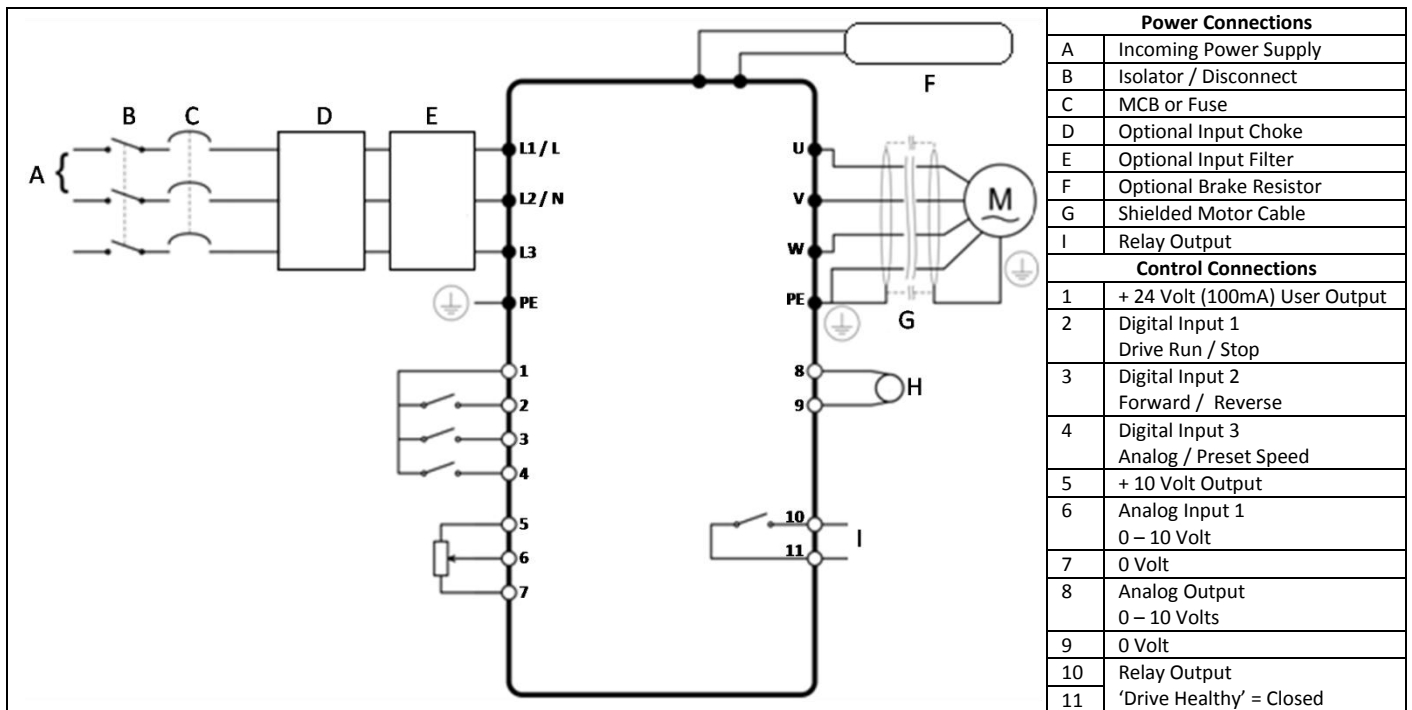 A
B
C
D
E
F
L1 / L
L2 / N
L3
PE
U
V
W
PE
M
G
1
2
3
4
5
6
7
8
9
H
10
11
I
Power Connections
A Incoming Power Supply
B Isolator / Disconnect
C MCB or Fuse
D Optional Input Choke
E Optional Input Filter
F Optional Brake Resistor
G Shielded Motor Cable
I Relay Output
Control Connections
1 + 24 Volt (100mA) User Output
2 Digital Input 1
Drive Run / Stop
3 Digital Input 2
Forward / Reverse
4 Digital Input 3
Analog / Preset Speed
5 + 10 Volt Output
6 Analog Input 1
0 – 10 Volt
7 0 Volt
8 Analog Output
0 – 10 Volts
9 0 Volt
10 Relay Output
11 'Drive Healthy' = Closed